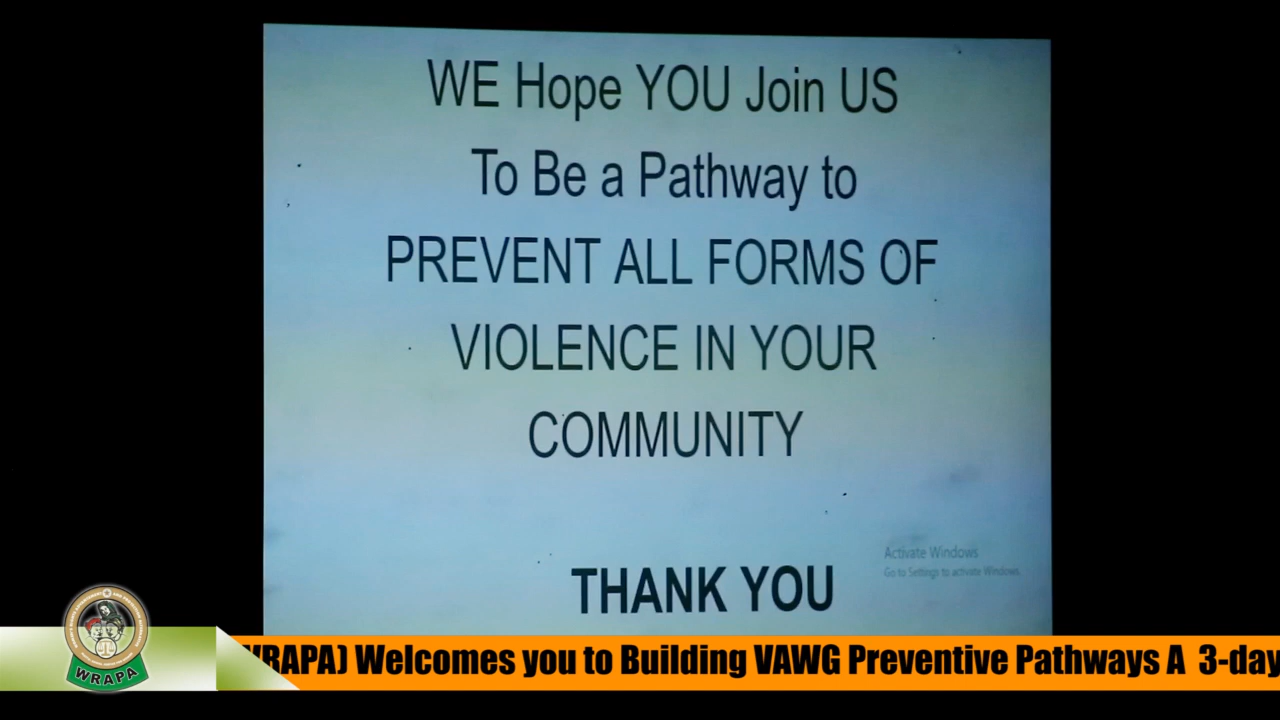 WE Hope YOU Join US
To Be a Pathway to
PREVENT ALL FORMS OF
VIOLENCE IN YOUR
COMMUNITY
THANK YOU
Activate Windows
Go to Settings to activate Windows.
WRAPA
WRAPA) Welcomes you to Building VAWG Preventive Pathways A 3-day